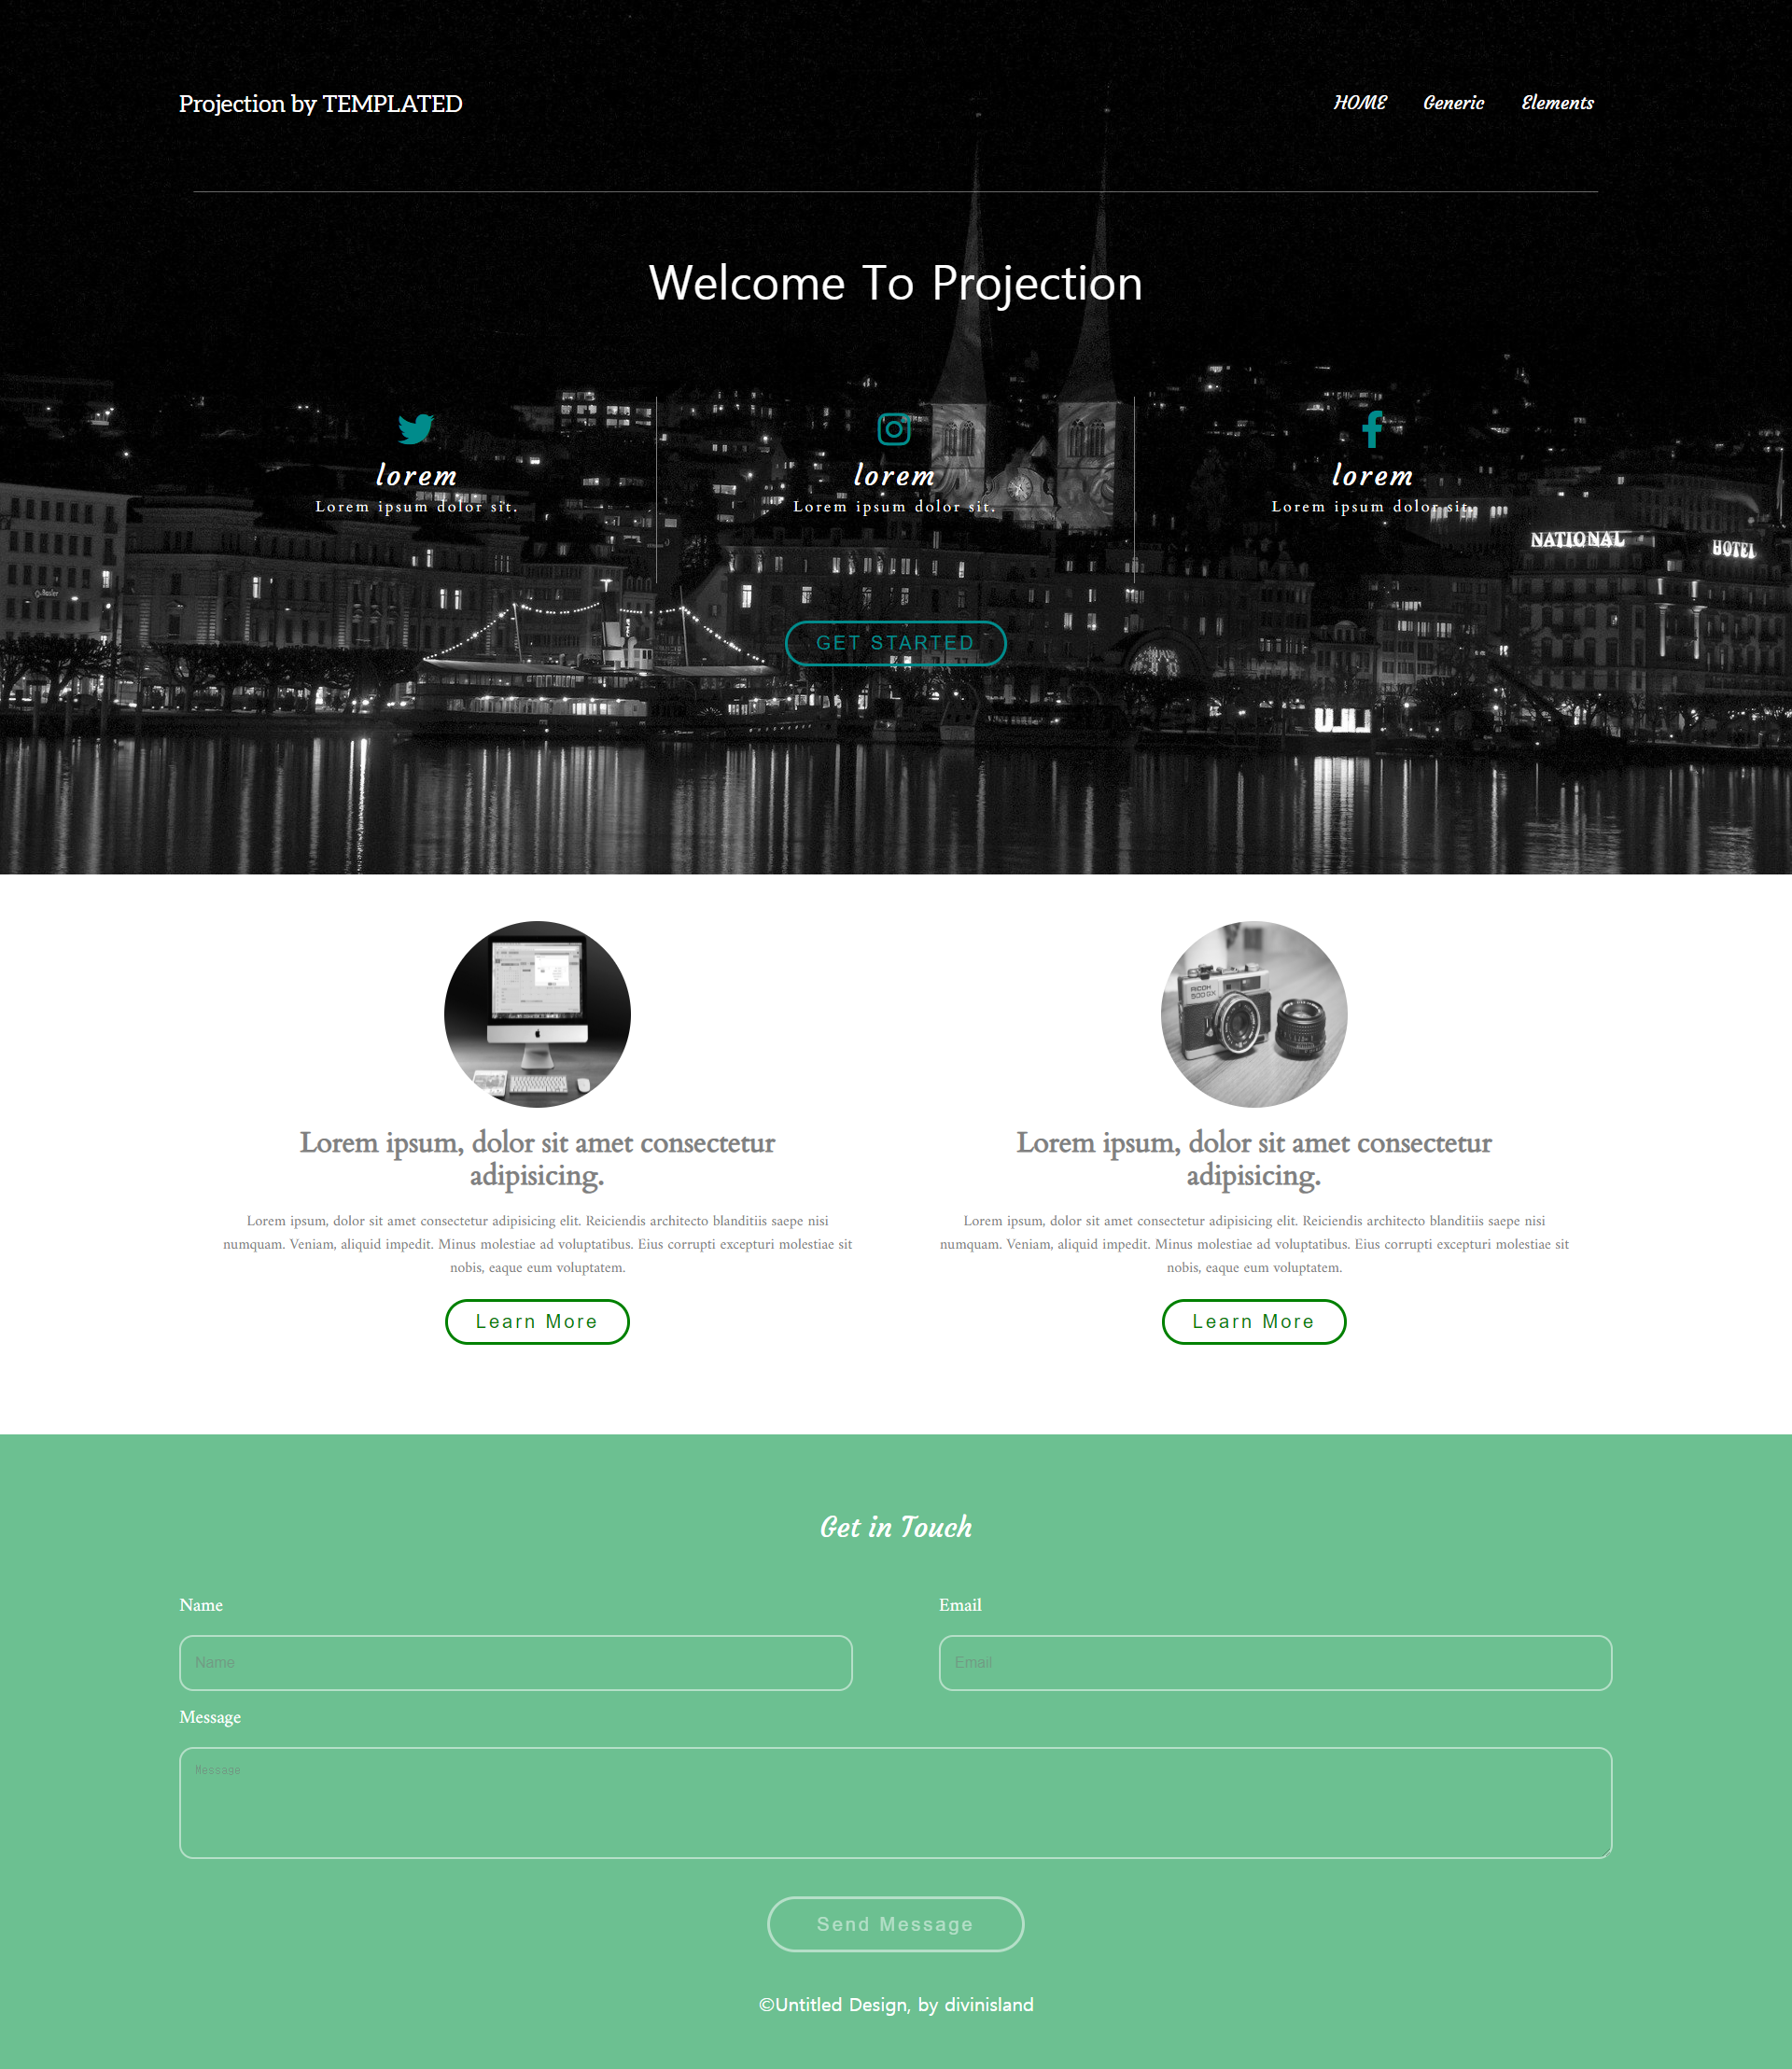 Projection by TEMPLATED
HOME Generic Elements
Welcome To Projection
lorem
Lorem ipsum dolor sit.
lorem
Lorem ipsum dolor sit.
lorem
Lorem ipsum dolor sit.
NATIONAL HOTEL
GET STARTED
RICOH
500 GX
Lorem ipsum, dolor sit amet consectetur
adipisicing.
Lorem ipsum, dolor sit amet consectetur adipisicing elit. Reiciendis architecto blanditiis saepe nisi
numquam. Veniam, aliquid impedit. Minus molestiae ad voluptatibus. Eius corrupti excepturi molestiae sit
nobis, eaque eum voluptatem.
Learn More
Lorem ipsum, dolor sit amet consectetur
adipisicing.
Lorem ipsum, dolor sit amet consectetur adipisicing elit. Reiciendis architecto blanditiis saepe nisi
numquam. Veniam, aliquid impedit. Minus molestiae ad voluptatibus. Eius corrupti excepturi molestiae sit
nobis, eaque eum voluptatem.
Learn More
Get in Touch
Name
Name
Email
Email
Message
Message
Send Message
©Untitled Design, by divinisland